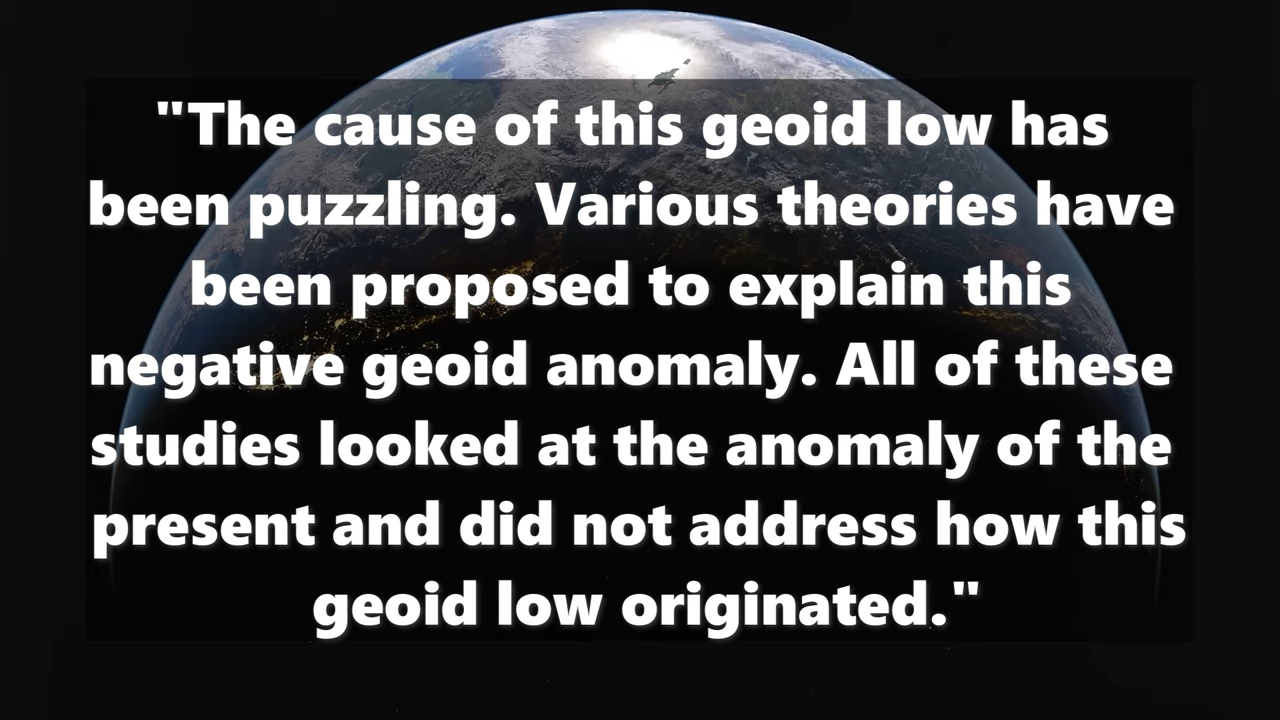 "The cause of this geoid low has
been puzzling. Various theories have
been proposed to explain this
negative geoid anomaly. All of these
studies looked at the anomaly of the
present and did not address how this
geoid low originated."